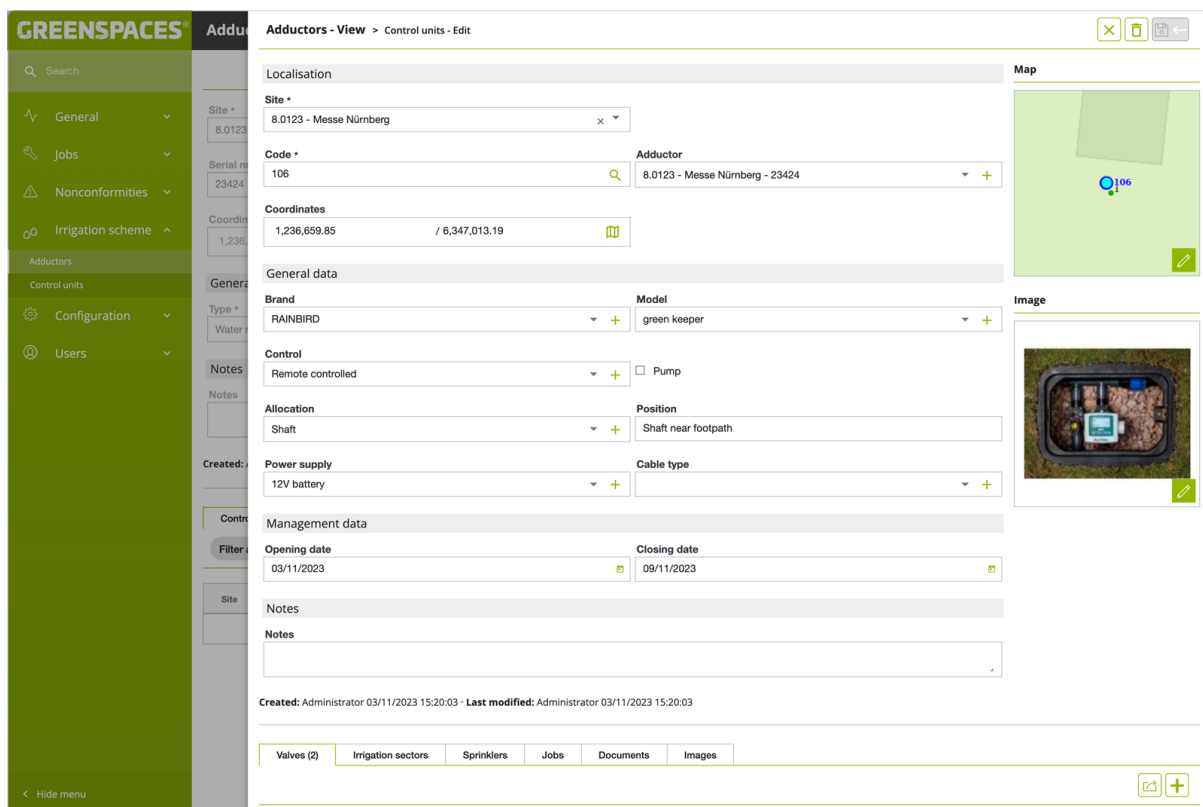 GREENSPACES®
Search
General
Jobs
Nonconformities
Irrigation scheme
Adductors
Control units
Configuration
Users
Hide menu
Addu
Site *
8.0123
Serial nu
23424
Coordin
1,236,
Genera
Type *
Water r
Notes
Notes
Created:
Contro
Filter a
Site
Adductors - View > Control units - Edit
Localisation
Site *
8.0123 - Messe Nürnberg
Code * Adductor
106 8.0123 - Messe Nürnberg - 23424
Coordinates
1,236,659.85 / 6,347,013.19
General data
Brand Model
RAINBIRD green keeper
Control
Remote controlled Pump
Allocation Position
Shaft Shaft near footpath
Power supply Cable type
12V battery
Management data
Opening date Closing date
03/11/2023 09/11/2023
Notes
Notes
Created: Administrator 03/11/2023 15:20:03 · Last modified: Administrator 03/11/2023 15:20:03
Valves (2) Irrigation sectors Sprinklers Jobs Documents Images
Map
106
1
Image